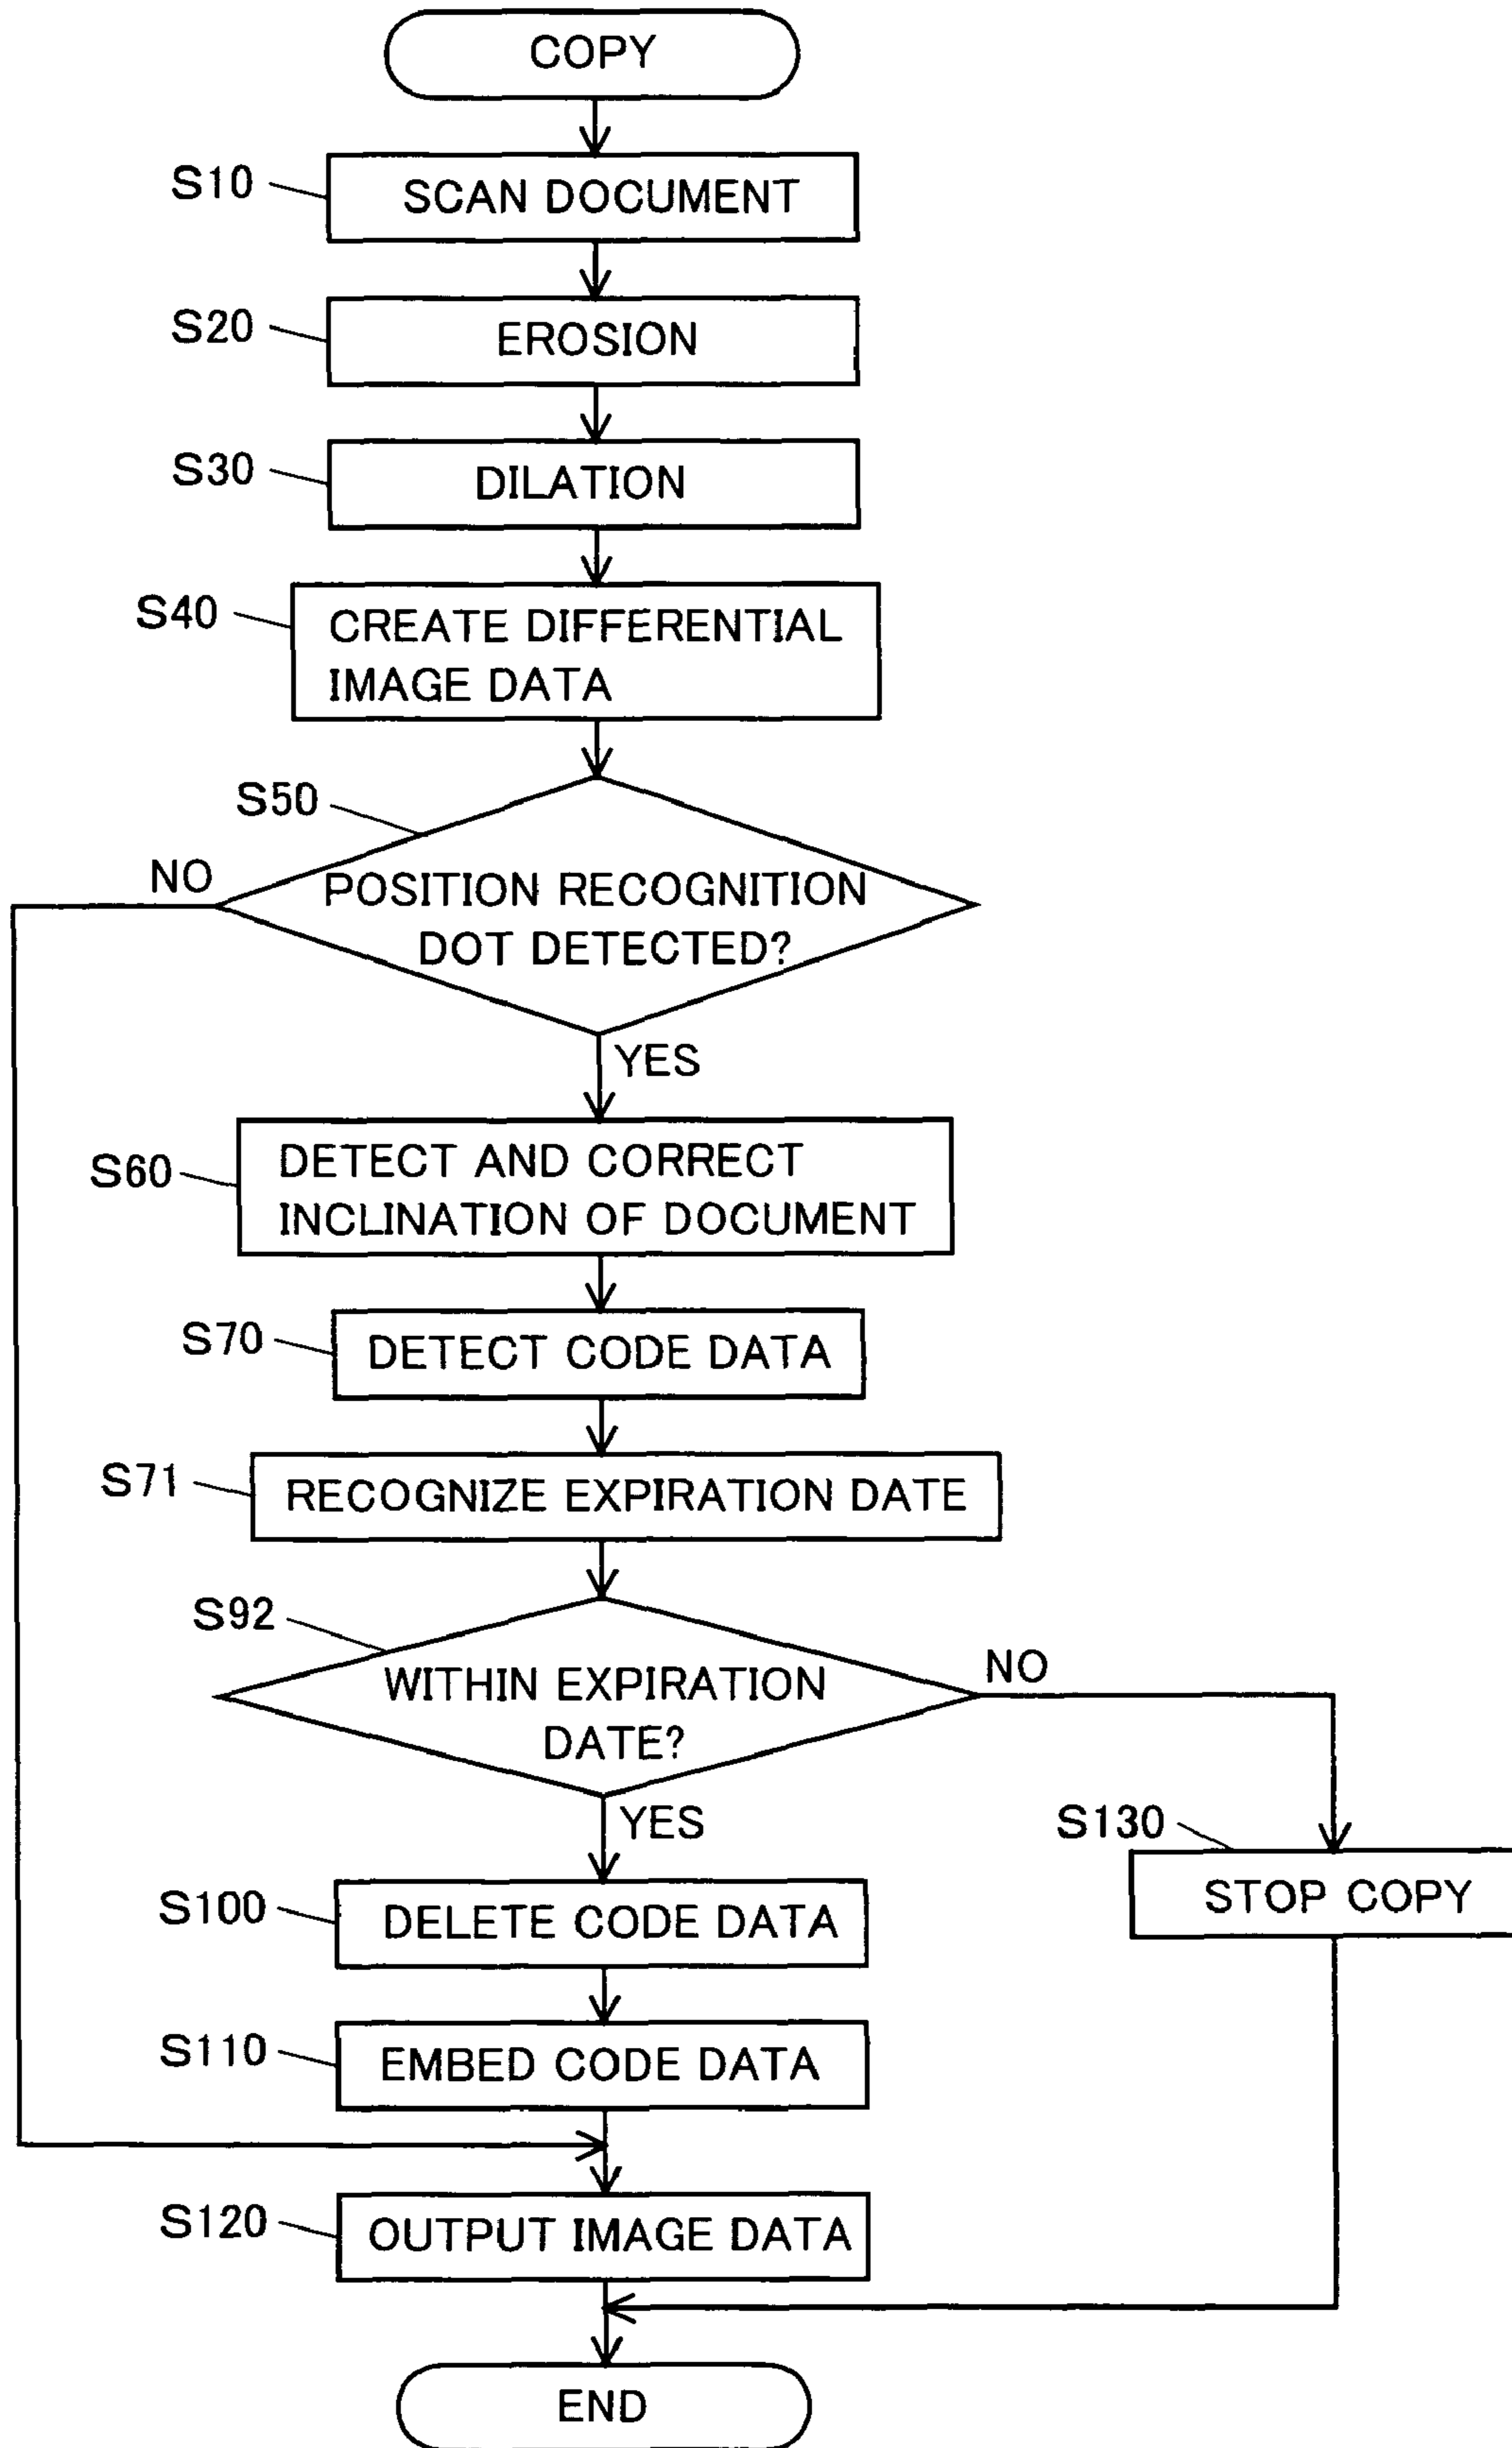 COPY
S10
SCAN DOCUMENT
S20
EROSION
S30
DILATION
S40
CREATE DIFFERENTIAL
IMAGE DATA
S50
NO
POSITION RECOGNITION
DOT DETECTED?
YES
S60
DETECT AND CORRECT
INCLINATION OF DOCUMENT
S70
DETECT CODE DATA
S71
RECOGNIZE EXPIRATION DATE
S92
WITHIN EXPIRATION
DATE?
NO
YES
S130
STOP COPY
S100
DELETE CODE DATA
S110
EMBED CODE DATA
S120
OUTPUT IMAGE DATA
END